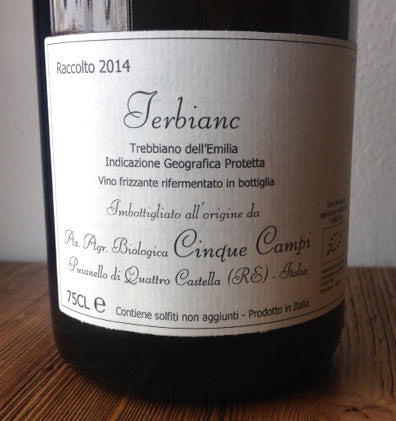 Raccolto 2014
Terbianc
Trebbiano dell'Emilia
Indicazione Geografica Protetta
Vino frizzante rifermentato in bottiglia
Imbottigliato all'origine da
Az. Agr. Biologica Cinque Campi
Puianello di Quattro Castella (RE) - Italia
75CL e
Contiene solfiti non aggiunti - Prodotto in Italia